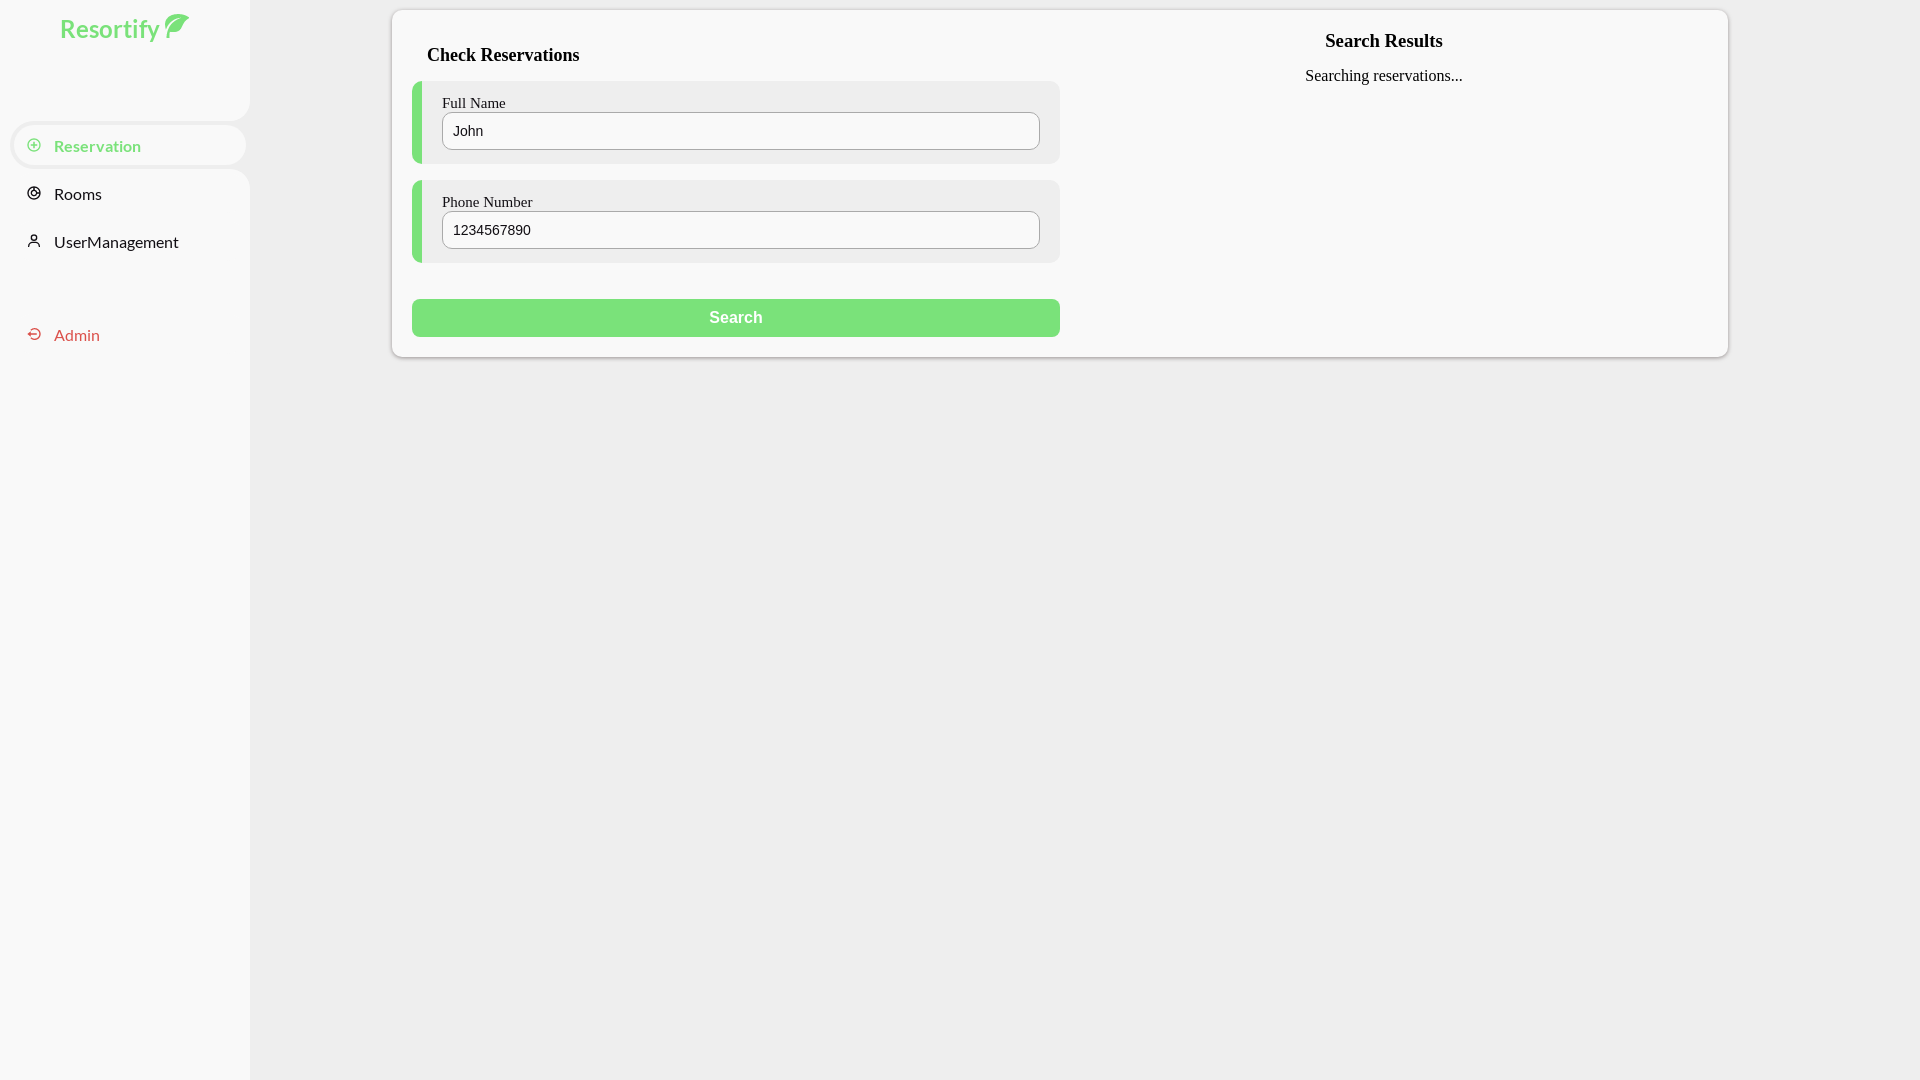 Resortify
Reservation
Rooms
UserManagement
Admin
Check Reservations
Full Name
John
Phone Number
1234567890
Search
Search Results
Searching reservations...